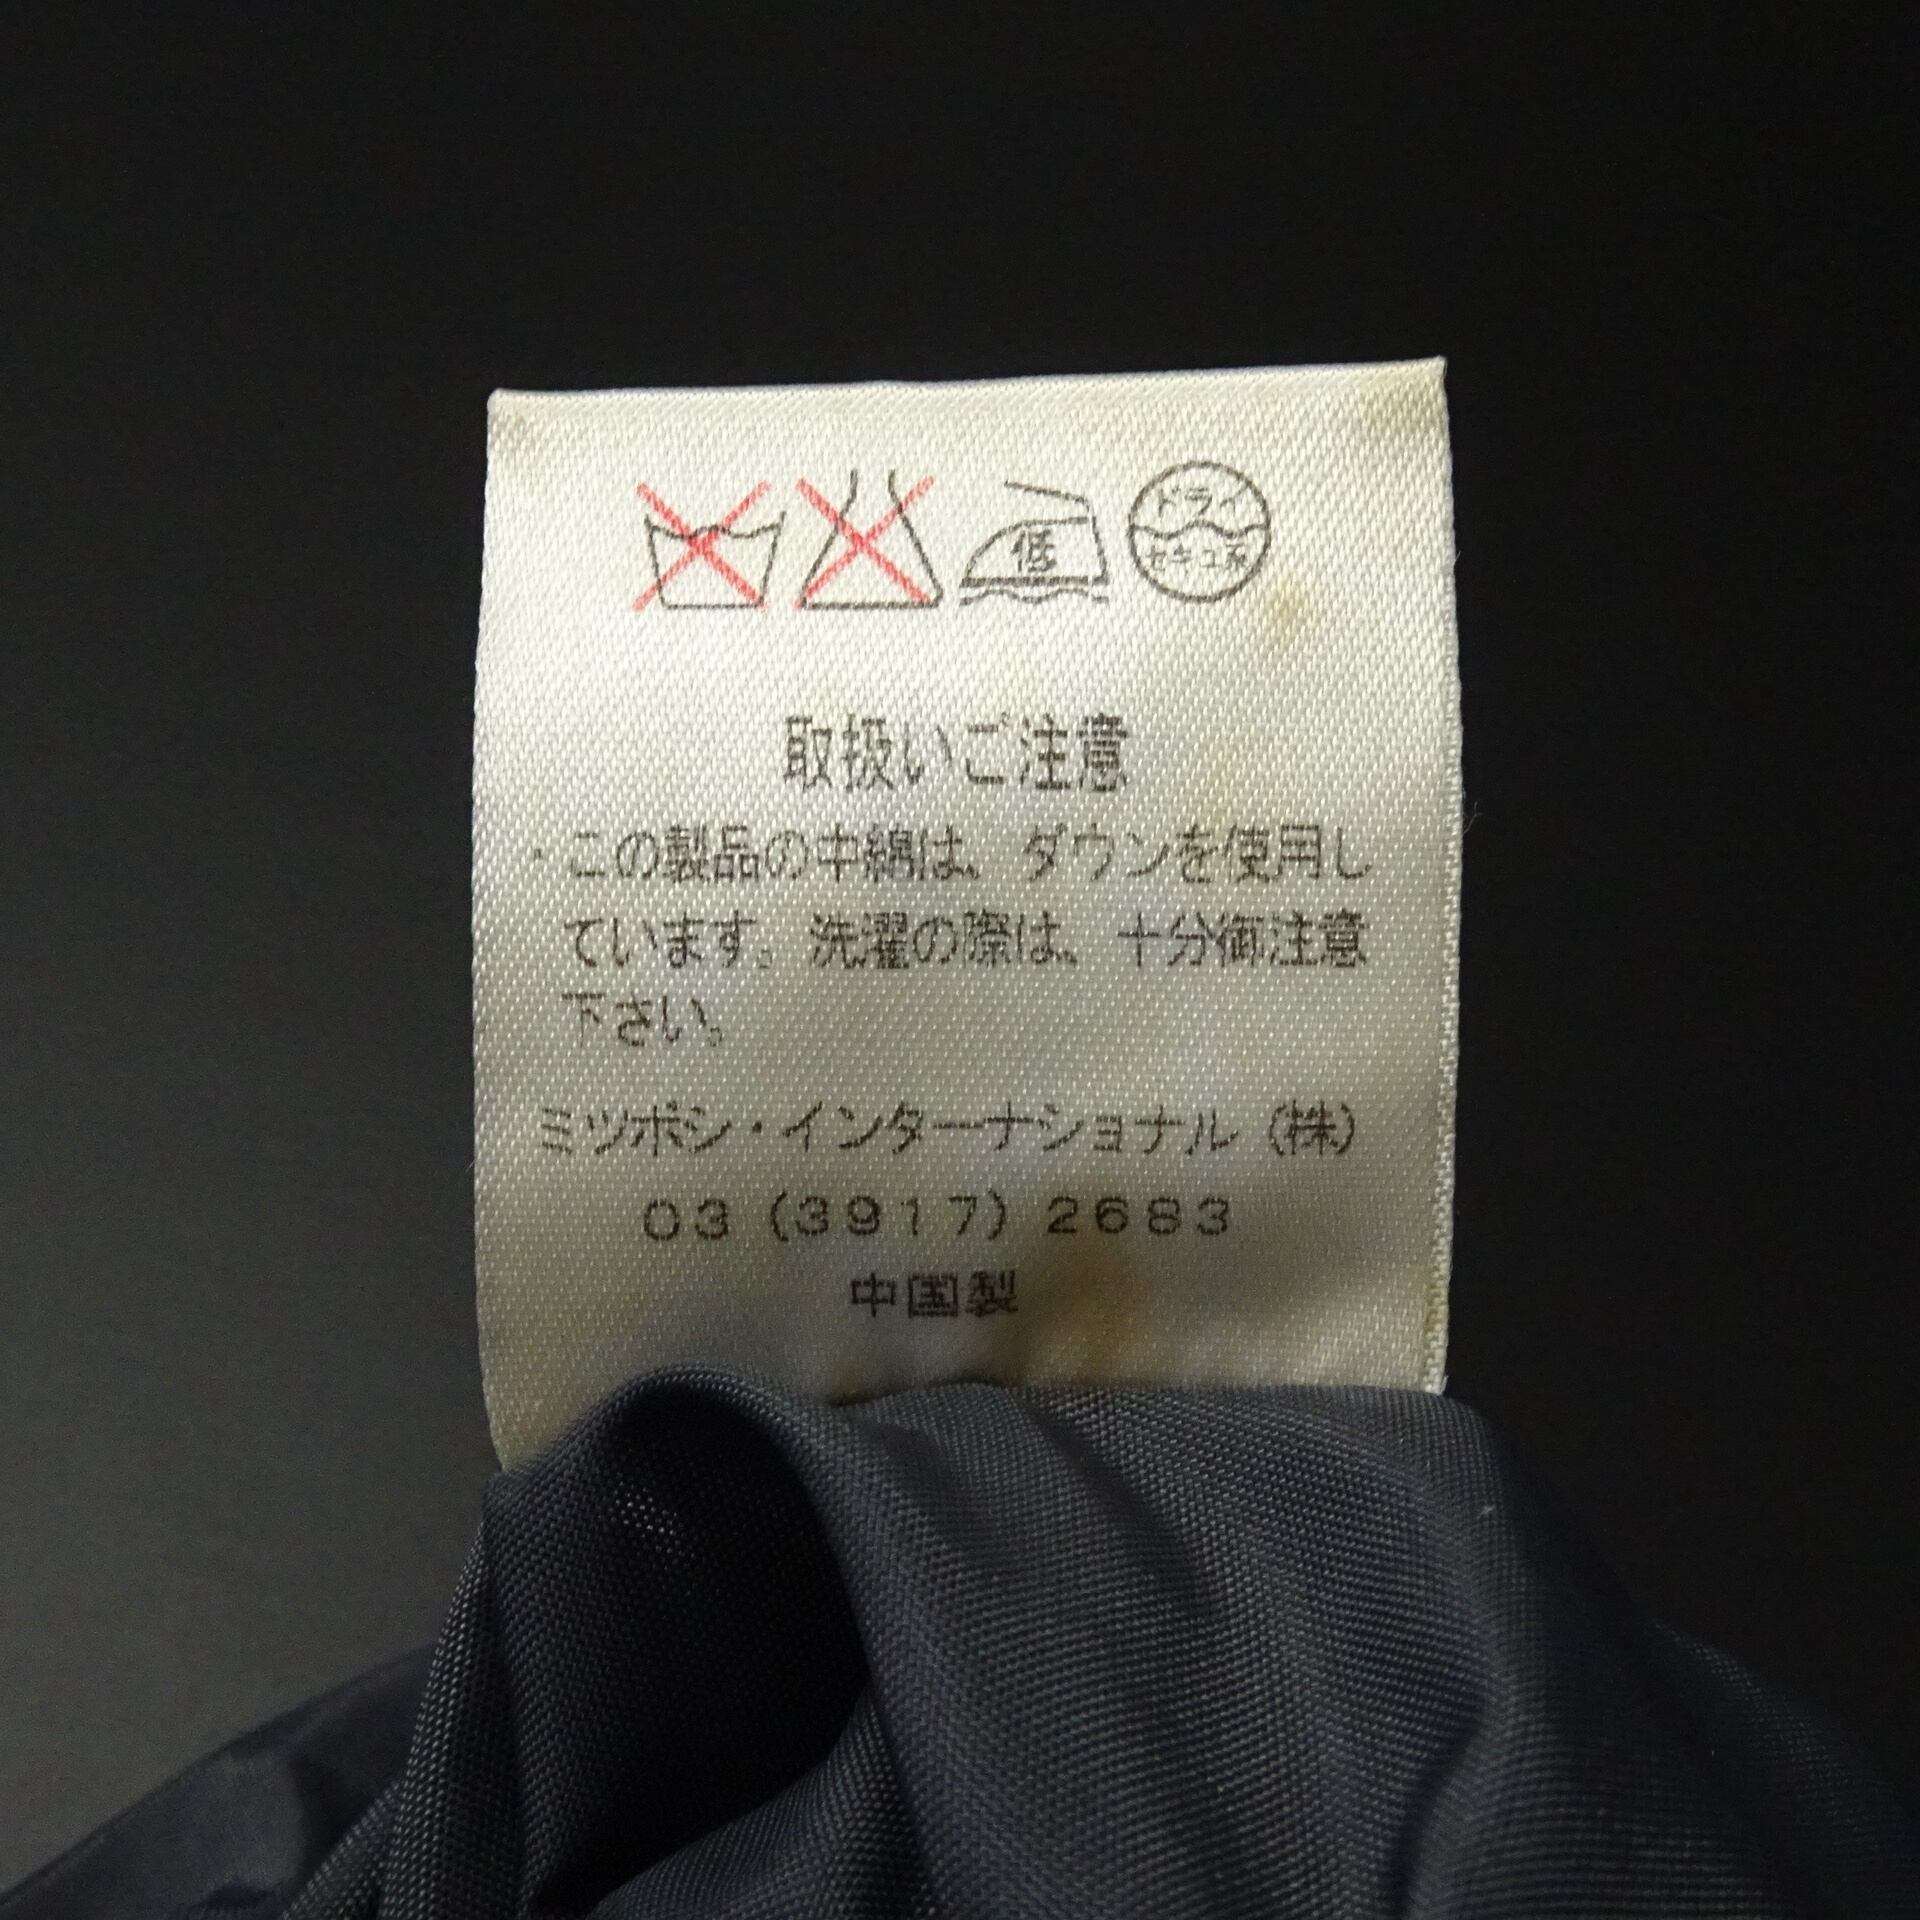 低
ドライ
セキユ系
取扱いご注意
・この製品の中綿は、ダウンを使用し
ています。洗濯の際は、十分御注意
下さい。
ミツボシ・インターナショナル（株）
03（3917）2683
中国製